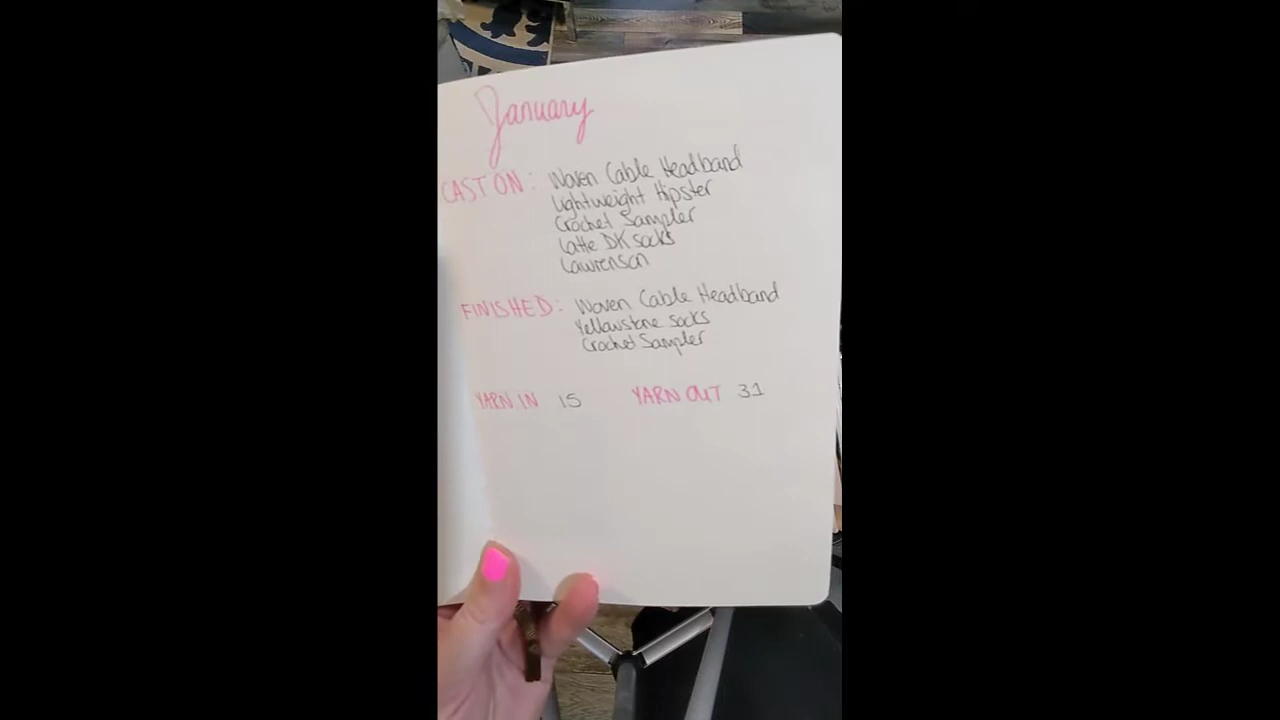 January
CAST ON: Woven Cable Headband
Lightweight Hipster
Crochet Sampler
Latte DK socks
Lawrenson
FINISHED: Woven Cable Headband
Yellowstone socks
Crochet Sampler
YARN IN 15 YARN OUT 31